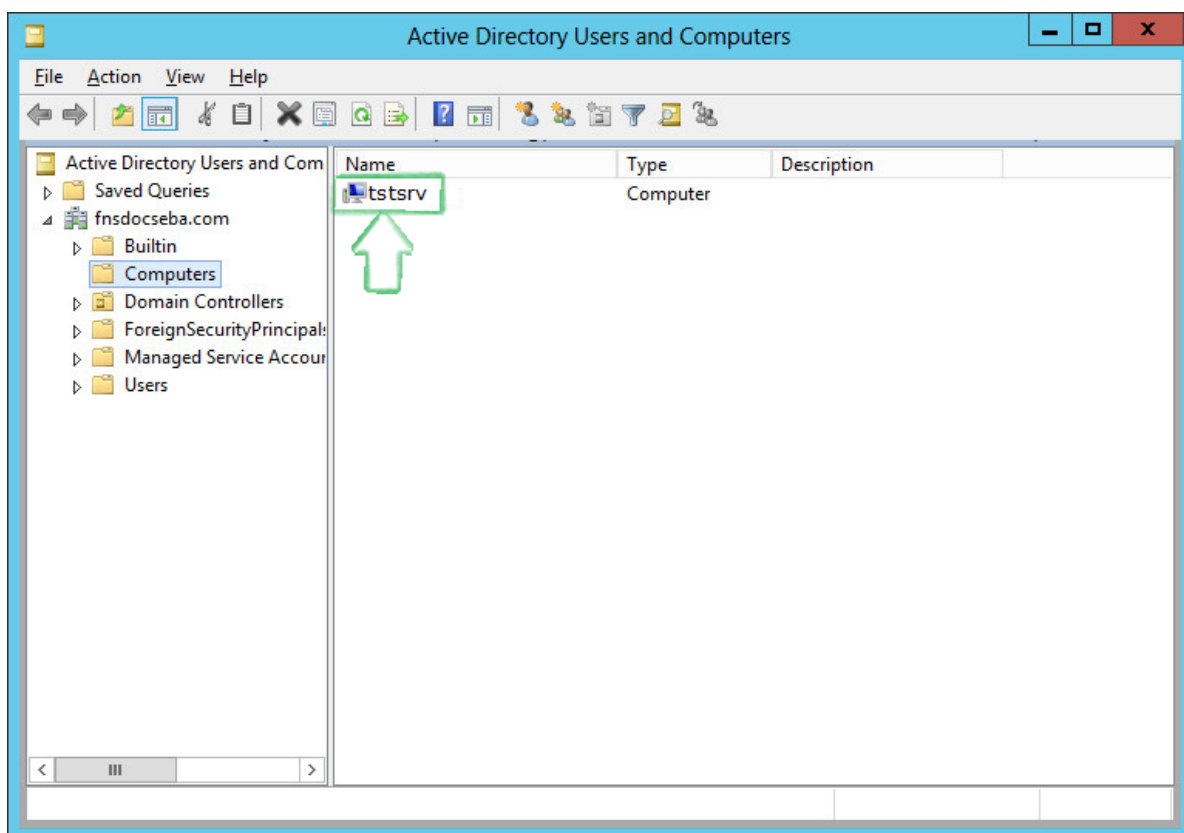 Active Directory Users and Computers
File Action View Help
Active Directory Users and Com
Saved Queries
fnsdocseba.com
Builtin
Computers
Domain Controllers
ForeignSecurityPrincipals
Managed Service Accour
Users
Name Type Description
tstsrv Computer